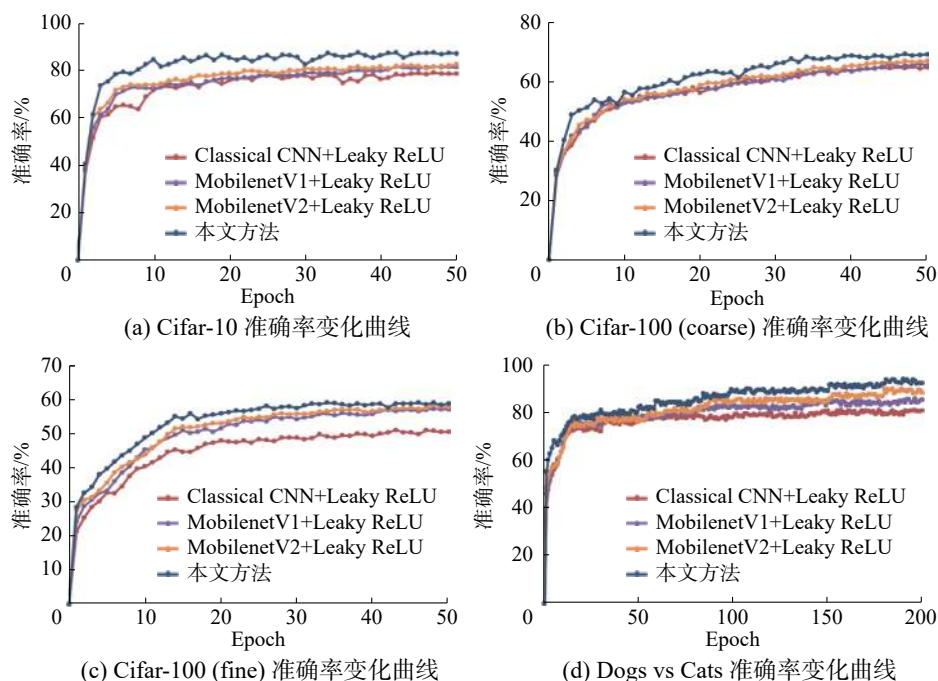 100
80
60
40
20
0
10
20
30
40
50
准确率/%
Classical CNN+Leaky ReLU
MobilenetV1+Leaky ReLU
MobilenetV2+Leaky ReLU
本文方法
Epoch
(a) Cifar-10 准确率变化曲线
80
60
40
20
0
10
20
30
40
50
准确率/%
Classical CNN+Leaky ReLU
MobilenetV1+Leaky ReLU
MobilenetV2+Leaky ReLU
本文方法
Epoch
(b) Cifar-100 (coarse) 准确率变化曲线
70
60
50
40
30
20
10
0
10
20
30
40
50
准确率/%
Classical CNN+Leaky ReLU
MobilenetV1+Leaky ReLU
MobilenetV2+Leaky ReLU
本文方法
Epoch
(c) Cifar-100 (fine) 准确率变化曲线
100
80
60
40
20
0
50
100
150
200
准确率/%
Classical CNN+Leaky ReLU
MobilenetV1+Leaky ReLU
MobilenetV2+Leaky ReLU
本文方法
Epoch
(d) Dogs vs Cats 准确率变化曲线